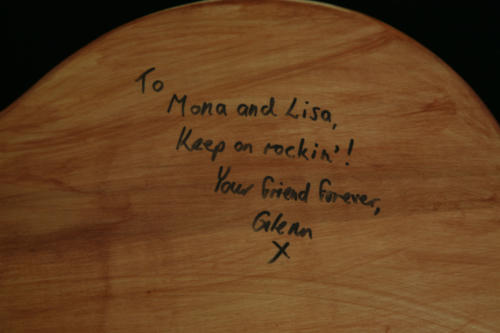 To
Mona and Lisa,
Keep on rockin'!
Your friend forever,
Glenn
X